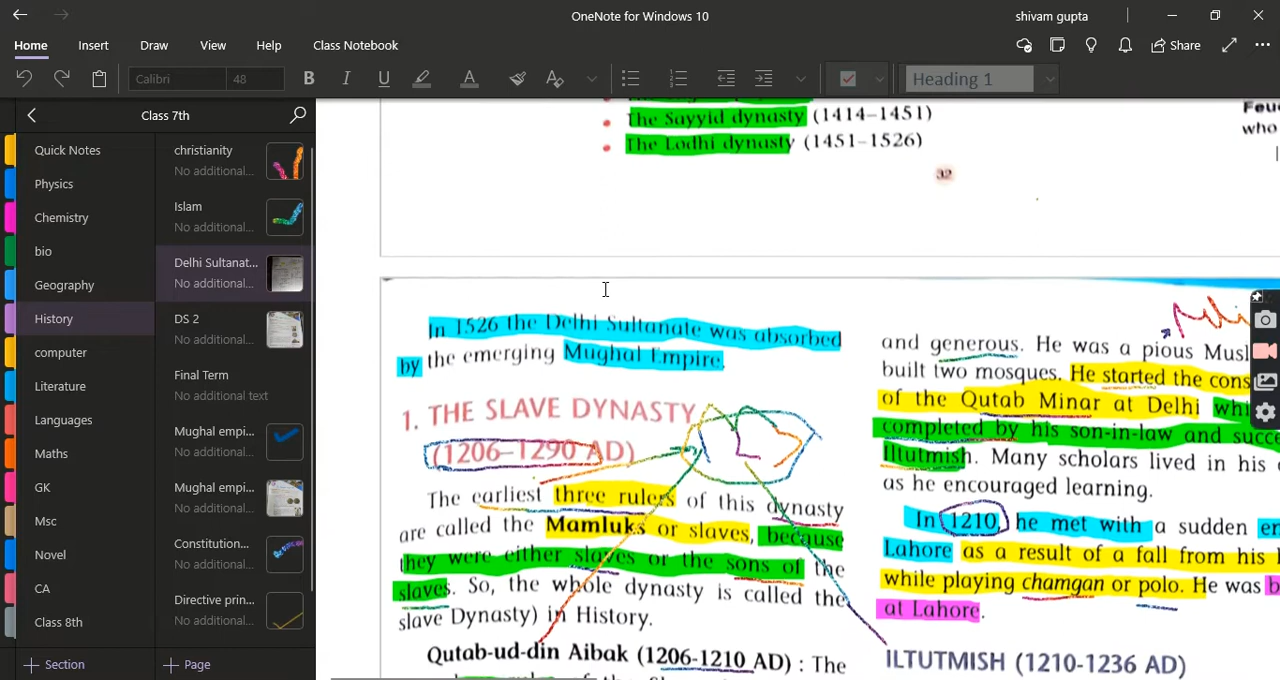 OneNote for Windows 10
shivam gupta
Home
Insert
Draw
View
Help
Class Notebook
Share
Calibri
48
B
I
U
A
Heading 1
Class 7th
Quick Notes
Physics
Chemistry
bio
Geography
History
computer
Literature
Languages
Maths
GK
Msc
Novel
CA
Class 8th
Section
christianity
No additional...
Islam
No additional...
Delhi Sultanat...
No additional...
DS 2
No additional...
Final Term
No additional text
Mughal empi...
No additional...
Mughal empi...
No additional...
Constitution...
No additional...
Directive prin...
No additional...
Page
The Sayyid dynasty (1414–1451)
The Lodhi dynasty (1451–1526)
32
Feu
who
In 1526 the Delhi Sultanate was absorbed
by the emerging Mughal Empire.
1. THE SLAVE DYNASTY
(1206–1290 AD)
The earliest three rulers of this dynasty
are called the Mamluks or slaves, because
they were either slaves or the sons of the
slaves. So, the whole dynasty is called the
slave Dynasty) in History.
Qutab-ud-din Aibak (1206-1210 AD) : The
and generous. He was a pious Musl
built two mosques. He started the cons
of the Qutab Minar at Delhi whi
completed by his son-in-law and succe
Iltutmish. Many scholars lived in his
as he encouraged learning.
In 1210, he met with a sudden en
Lahore as a result of a fall from his
while playing chamgan or polo. He was b
at Lahore.
ILTUTMISH (1210-1236 AD)